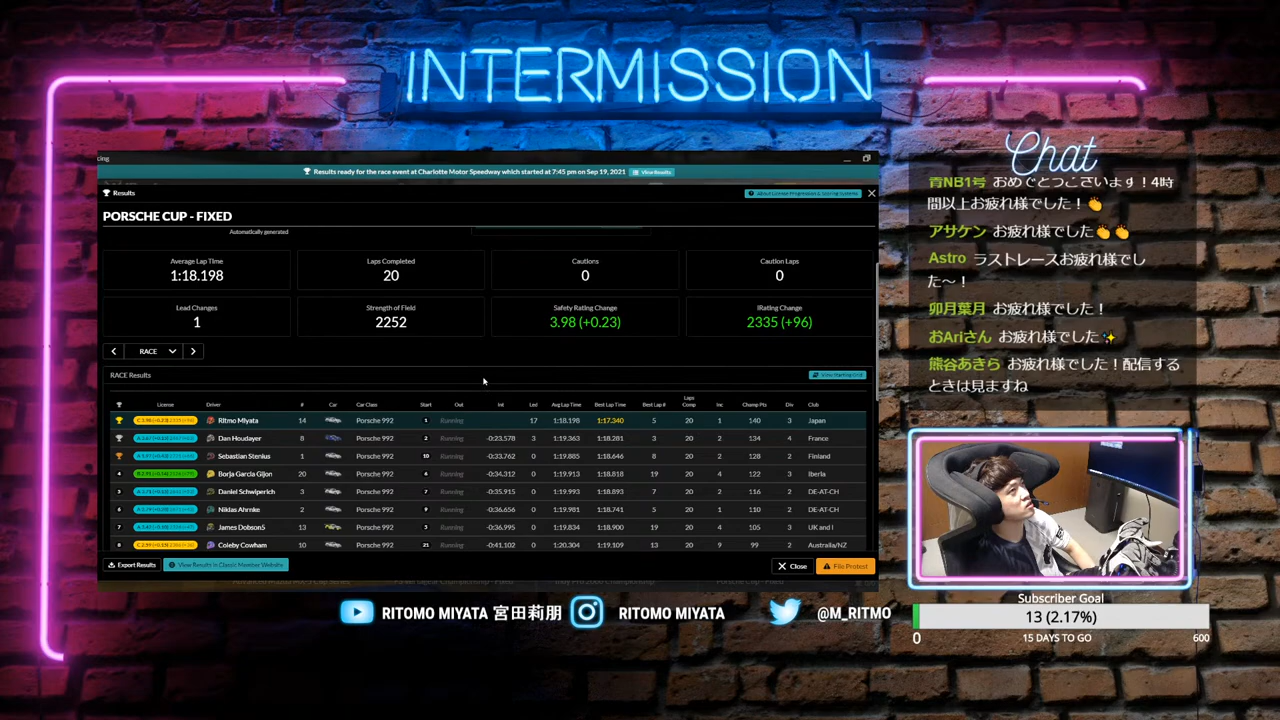 INTERMISSION
cing
Results ready for the race event at Charlotte Motor Speedway which started at 7:45 pm on Sep 19, 2021 View Results
Results
About License Progression & Scoring Systems
PORSCHE CUP - FIXED
Automatically generated
Average Lap Time Laps Completed Cautions Caution Laps
1:18.198 20 0 0
Lead Changes Strength of Field Safety Rating Change iRating Change
1 2252 3.98 (+0.23) 2335 (+96)
RACE
RACE Results View Starting Grid
License Driver # Car Car Class Start Out Int Led Avg Lap Time Best Lap Time Best Lap # Laps Comp Inc Champ Pts Div Club
Ritmo Miyata 14 Porsche 992 1 Running 17 1:18.198 1:17.340 5 20 1 140 3 Japan
Dan Houdayer 8 Porsche 992 2 Running -0:23.578 3 1:19.363 1:18.281 3 20 2 134 4 France
Sebastian Stenius 1 Porsche 992 10 Running -0:33.762 0 1:19.885 1:18.646 8 20 2 128 2 Finland
4 Borja Garcia Gijon 20 Porsche 992 Running -0:34.312 0 1:19.913 1:18.818 19 20 4 122 3 Iberia
Daniel Schwiperich 3 Porsche 992 7 Running -0:35.915 0 1:19.993 1:18.893 7 20 2 116 2 DE-AT-CH
6 Niklas Ahrnke 2 Porsche 992 9 Running -0:36.656 0 1:19.981 1:18.741 5 20 1 110 2 DE-AT-CH
7 James Dobson5 13 Porsche 992 Running -0:36.995 0 1:19.834 1:18.900 19 20 4 105 3 UK and I
8 Coleby Cowham 10 Porsche 992 21 Running -0:41.102 0 1:20.304 1:19.109 13 20 9 99 2 Australia/NZ
Export Results View Results in Classic Member Website Close File Protest
Chat
青NB1号 おめでとうございます！4時
間以上お疲れ様でした！👏
アサケン お疲れ様でした👏👏
Astro ラストレースお疲れ様でし
た〜！
卯月葉月 お疲れ様でした！
おAriさん お疲れ様でした✨
熊谷あきら お疲れ様でした！配信する
ときは見ますね
Subscriber Goal
13 (2.17%)
0 15 DAYS TO GO 600
RITOMO MIYATA 宮田莉朋 RITOMO MIYATA @M_RITMO